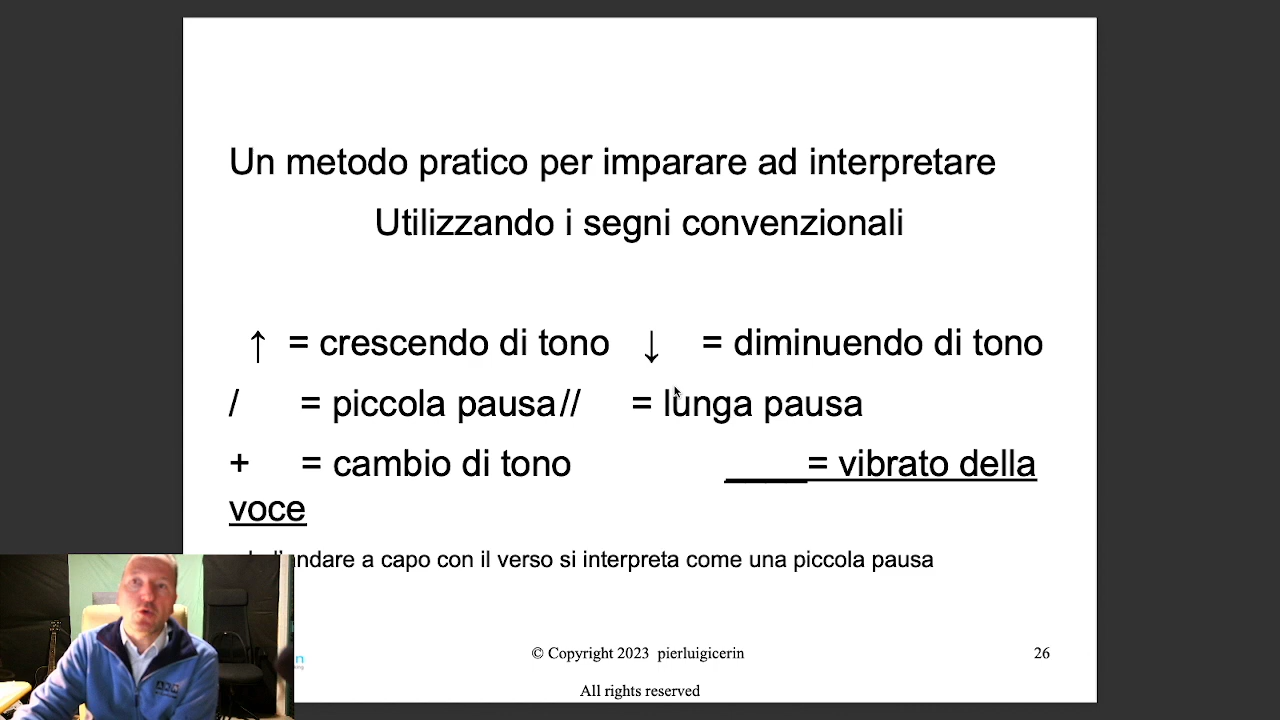 Un metodo pratico per imparare ad interpretare
Utilizzando i segni convenzionali
↑ = crescendo di tono ↓ = diminuendo di tono
/ = piccola pausa // = lunga pausa
+ = cambio di tono ____= vibrato della
voce
a capo con il verso si interpreta come una piccola pausa
© Copyright 2023 pierluigicerin 26
All rights reserved